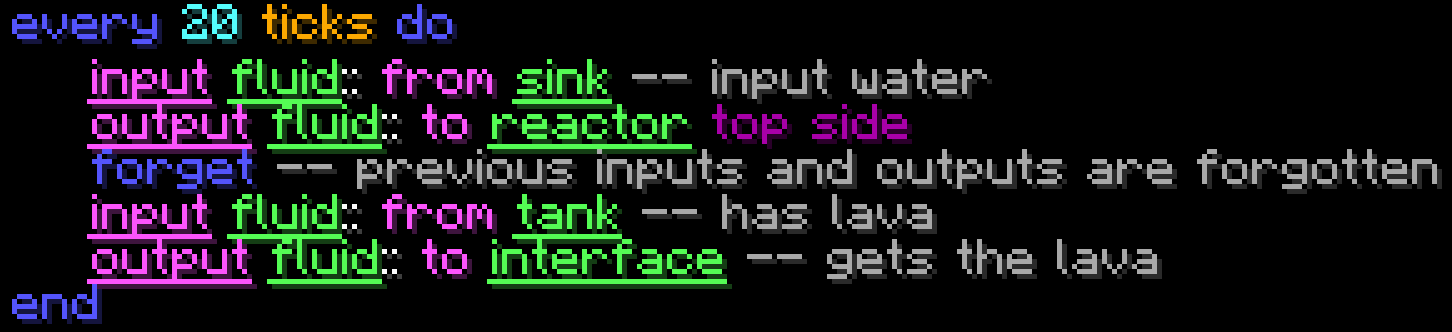 every 20 ticks do
input fluid:: from sink -- input water
output fluid:: to reactor top side
forget -- previous inputs and outputs are forgotten
input fluid:: from tank -- has lava
output fluid:: to interface -- gets the lava
end